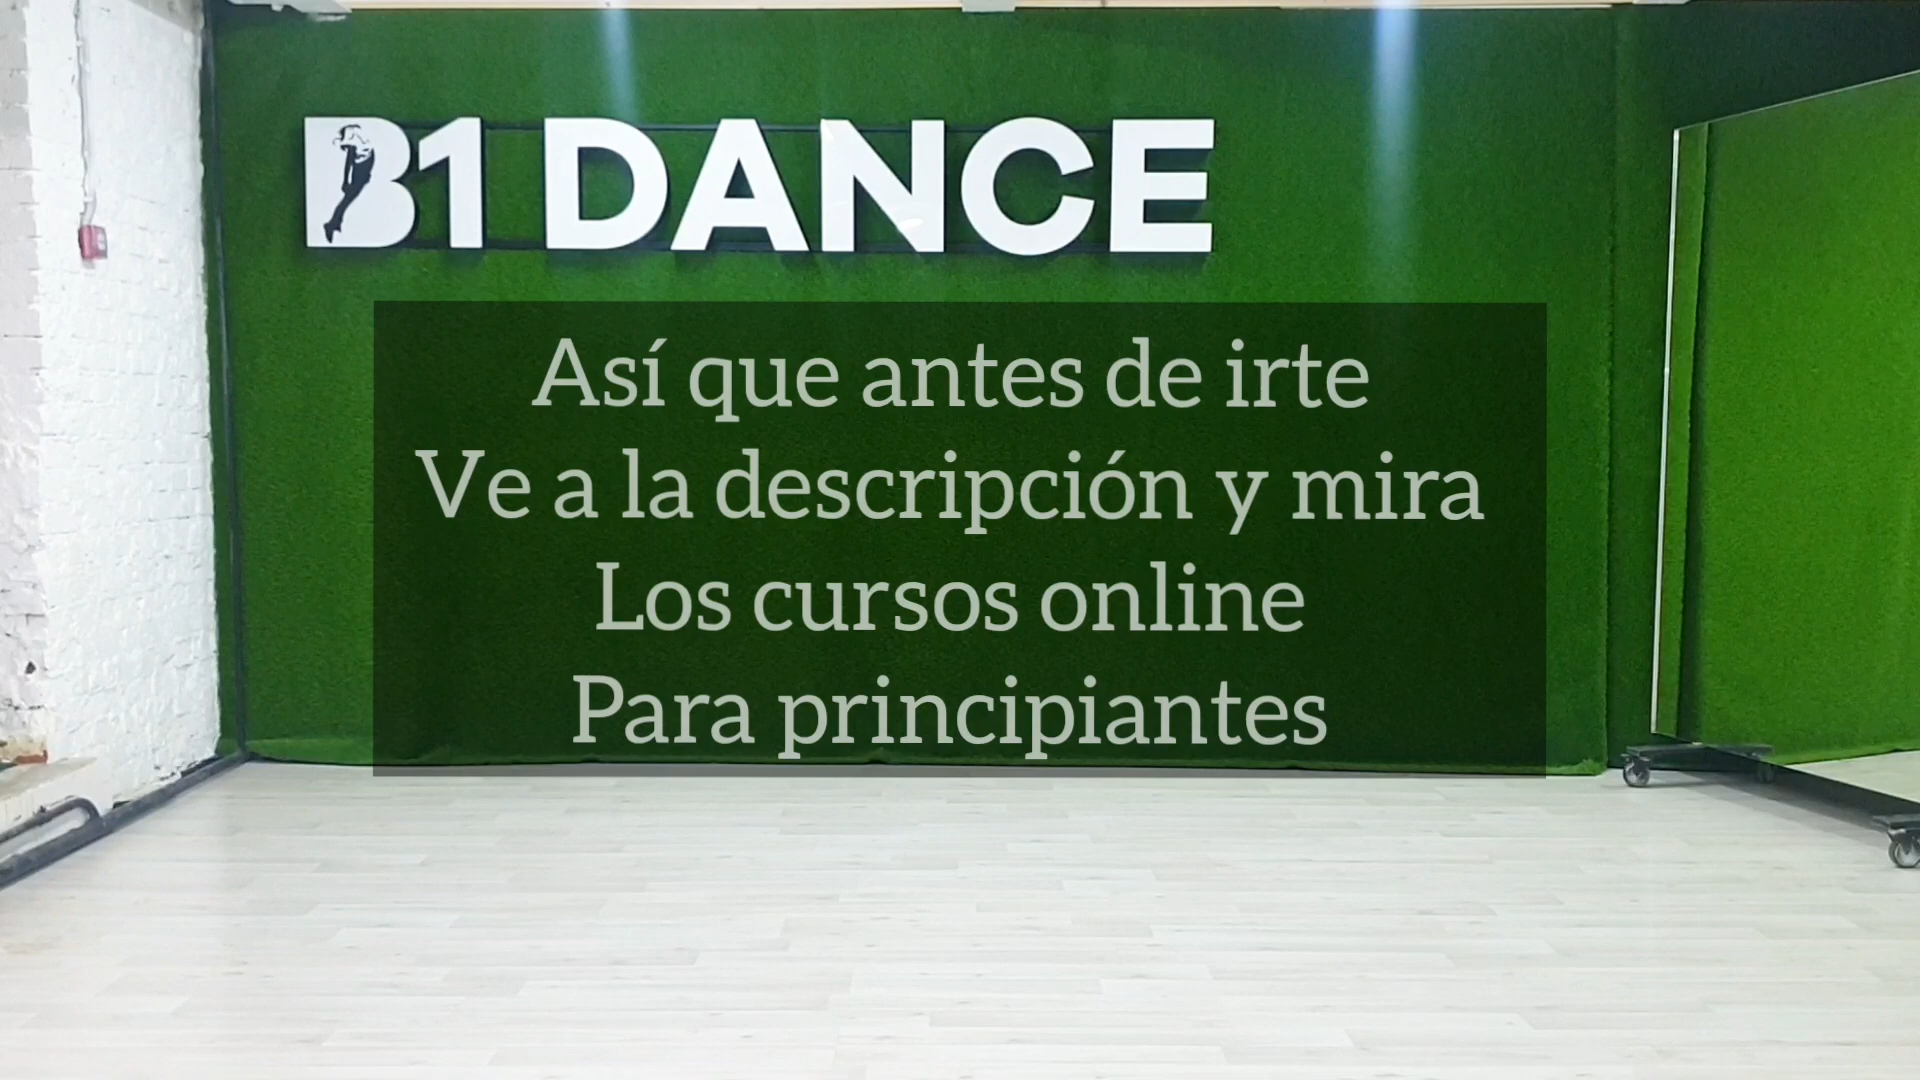 B1 DANCE
Así que antes de irte
Ve a la descripción y mira
Los cursos online
Para principiantes